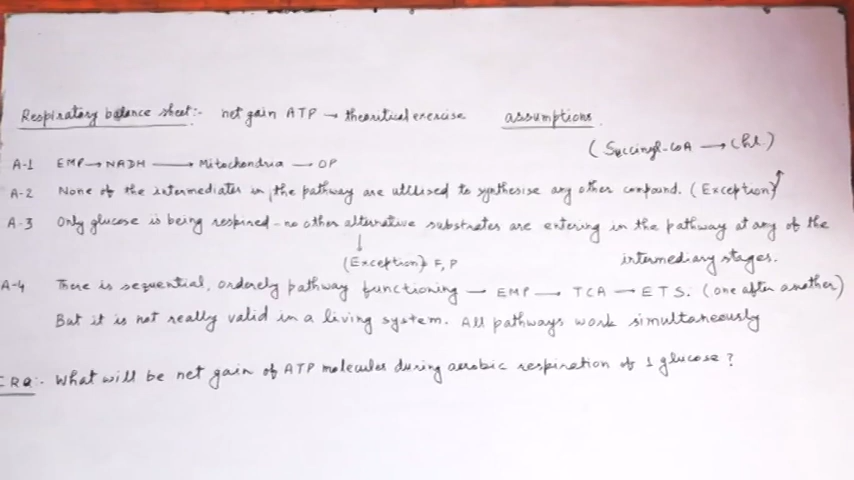 Respiratory balance sheet:- net gain ATP → theoritical exercise assumptions.
(Succinyl-CoA → Chl)
A-1 EMP → NADH → Mitochondria → OP
A-2 None of the intermediates in the pathway are utilised to synthesise any other compound. (Exception)
A-3 Only glucose is being respired - no other alternative substrates are entering in the pathway at any of the
↓ intermediary stages.
(Exception) F, P
A-4 There is sequential, orderely pathway functioning → EMP → TCA → ETS. (one after another)
But it is not really valid in a living system. All pathways work simultaneously
CRQ:- What will be net gain of ATP molecules during aerobic respiration of 1 glucose?